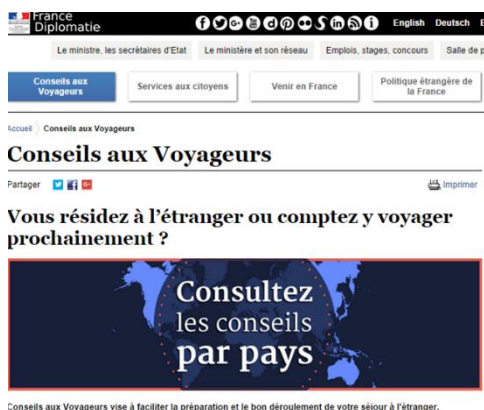 France
Diplomatie
English Deutsch
Le ministre, les secrétaires d'Etat Le ministère et son réseau Emplois, stages, concours Salle de
Conseils aux
Voyageurs
Services aux citoyens
Venir en France
Politique étrangère de
la France
Accueil Conseils aux Voyageurs
Conseils aux Voyageurs
Partager
Imprimer
Vous résidez à l'étranger ou comptez y voyager
prochainement ?
Consultez
les conseils
par pays
Conseils aux Voyageurs vise à faciliter la préparation et le bon déroulement de votre séjour à l'étranger.